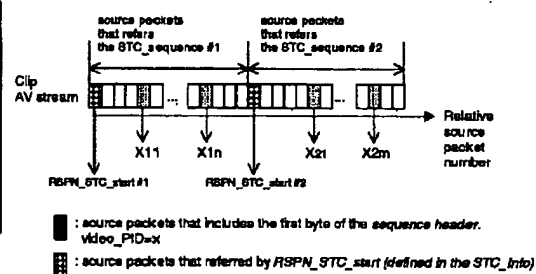 source packets
that refers
the STC_sequence #1
source packets
that refers
the STC_sequence #2
Clip
AV stream
...
...
Relative
source
packet
number
X11
X1n
X21
X2m
RSPN_STC_start #1
RSPN_STC_start #2
: source packets that includes the first byte of the sequence header.
video_PID=x
: source packets that referred by RSPN_STC_start (defined in the STC_Info)